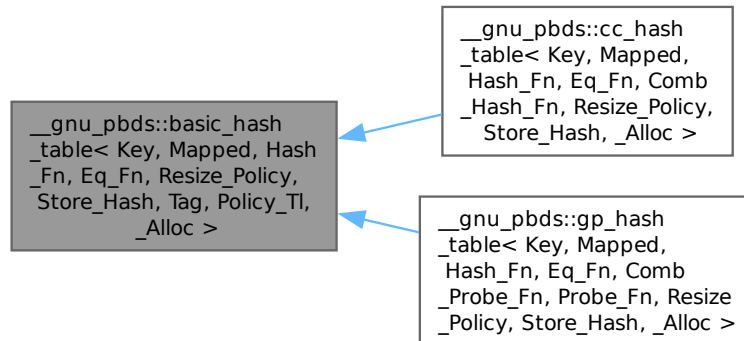 __gnu_pbds::basic_hash
_table< Key, Mapped, Hash
_Fn, Eq_Fn, Resize_Policy,
Store_Hash, Tag, Policy_Tl,
_Alloc >
__gnu_pbds::cc_hash
_table< Key, Mapped,
Hash_Fn, Eq_Fn, Comb
_Hash_Fn, Resize_Policy,
Store_Hash, _Alloc >
__gnu_pbds::gp_hash
_table< Key, Mapped,
Hash_Fn, Eq_Fn, Comb
_Probe_Fn, Probe_Fn, Resize
_Policy, Store_Hash, _Alloc >